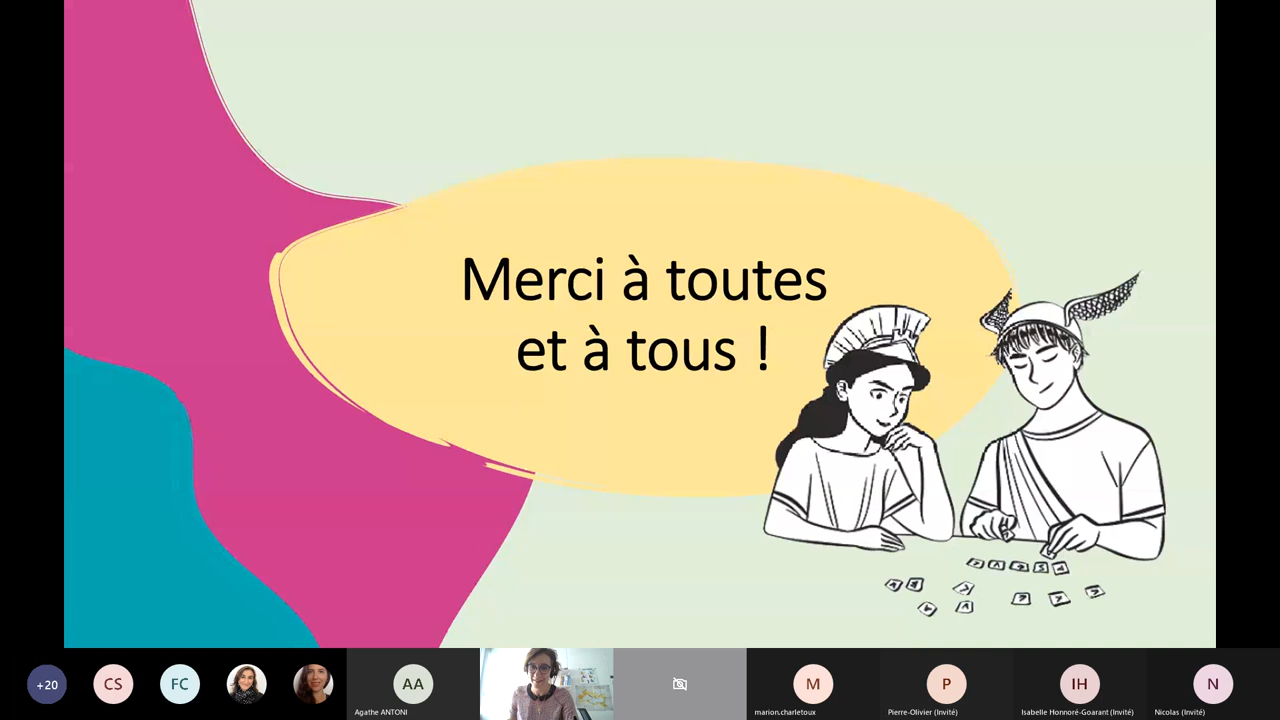 Merci à toutes
et à tous !
+20
CS
FC
AA
Agathe ANTONI
M
marion.charletoux
P
Pierre-Olivier (Invité)
IH
Isabelle Honnoré-Goarant (Invité)
N
Nicolas (Invité)